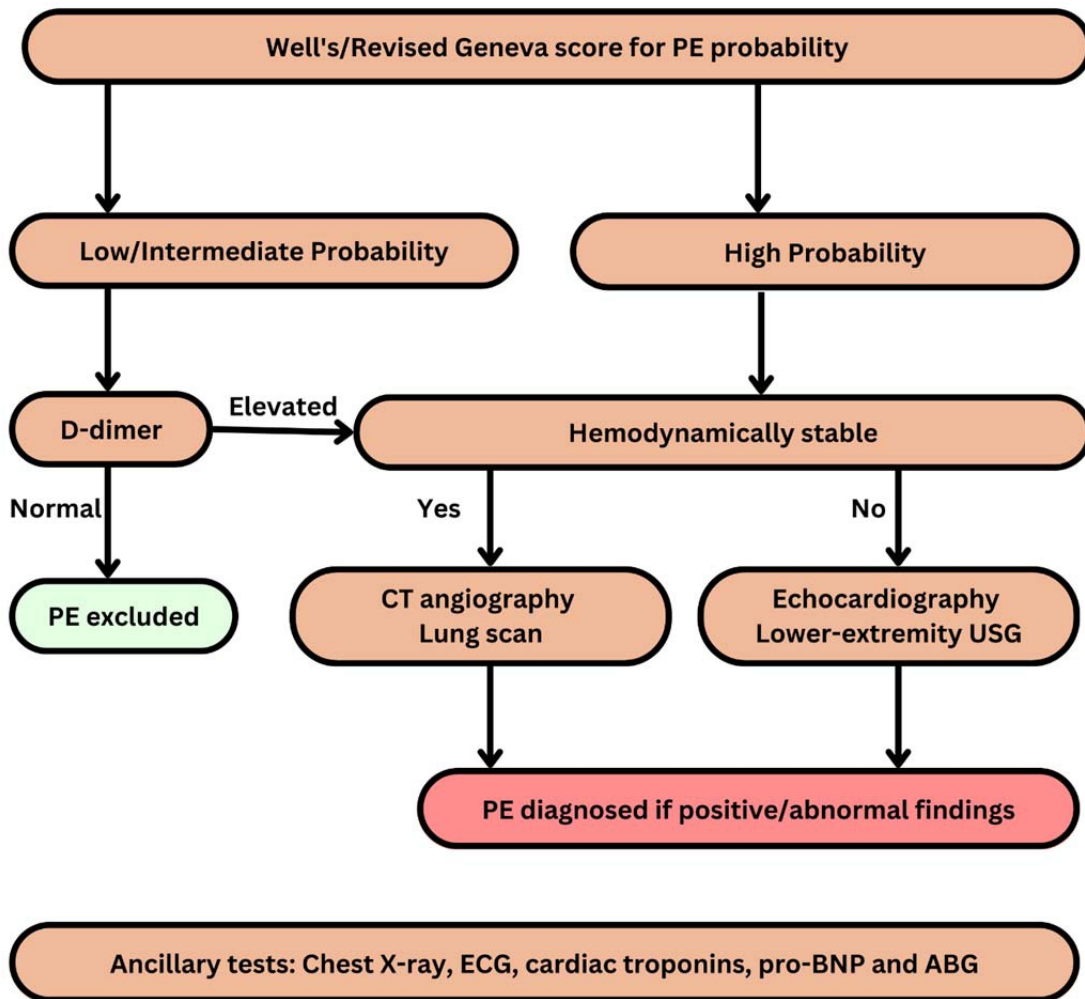 Well's/Revised Geneva score for PE probability
Low/Intermediate Probability
High Probability
D-dimer
Elevated
Hemodynamically stable
Normal
Yes
No
PE excluded
CT angiography
Lung scan
Echocardiography
Lower-extremity USG
PE diagnosed if positive/abnormal findings
Ancillary tests: Chest X-ray, ECG, cardiac troponins, pro-BNP and ABG